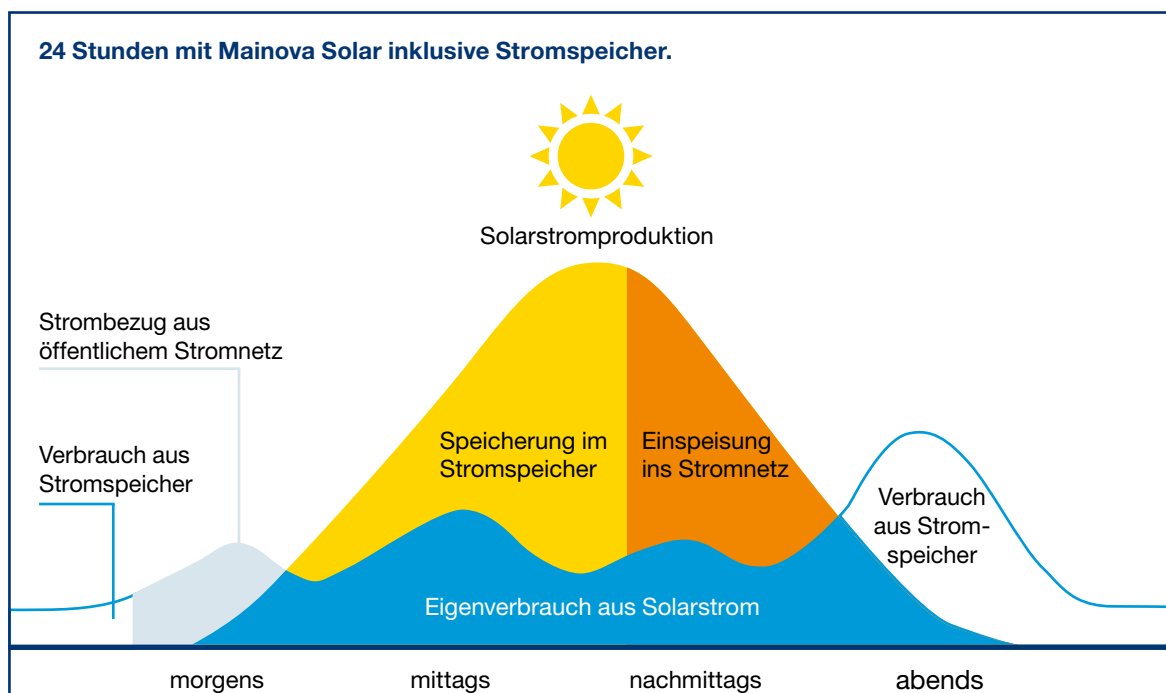 24 Stunden mit Mainova Solar inklusive Stromspeicher.
Solarstromproduktion
Strombezug aus
öffentlichem Stromnetz
Verbrauch aus
Stromspeicher
Speicherung im
Stromspeicher
Einspeisung
ins Stromnetz
Verbrauch
aus Strom-
speicher
Eigenverbrauch aus Solarstrom
morgens
mittags
nachmittags
abends